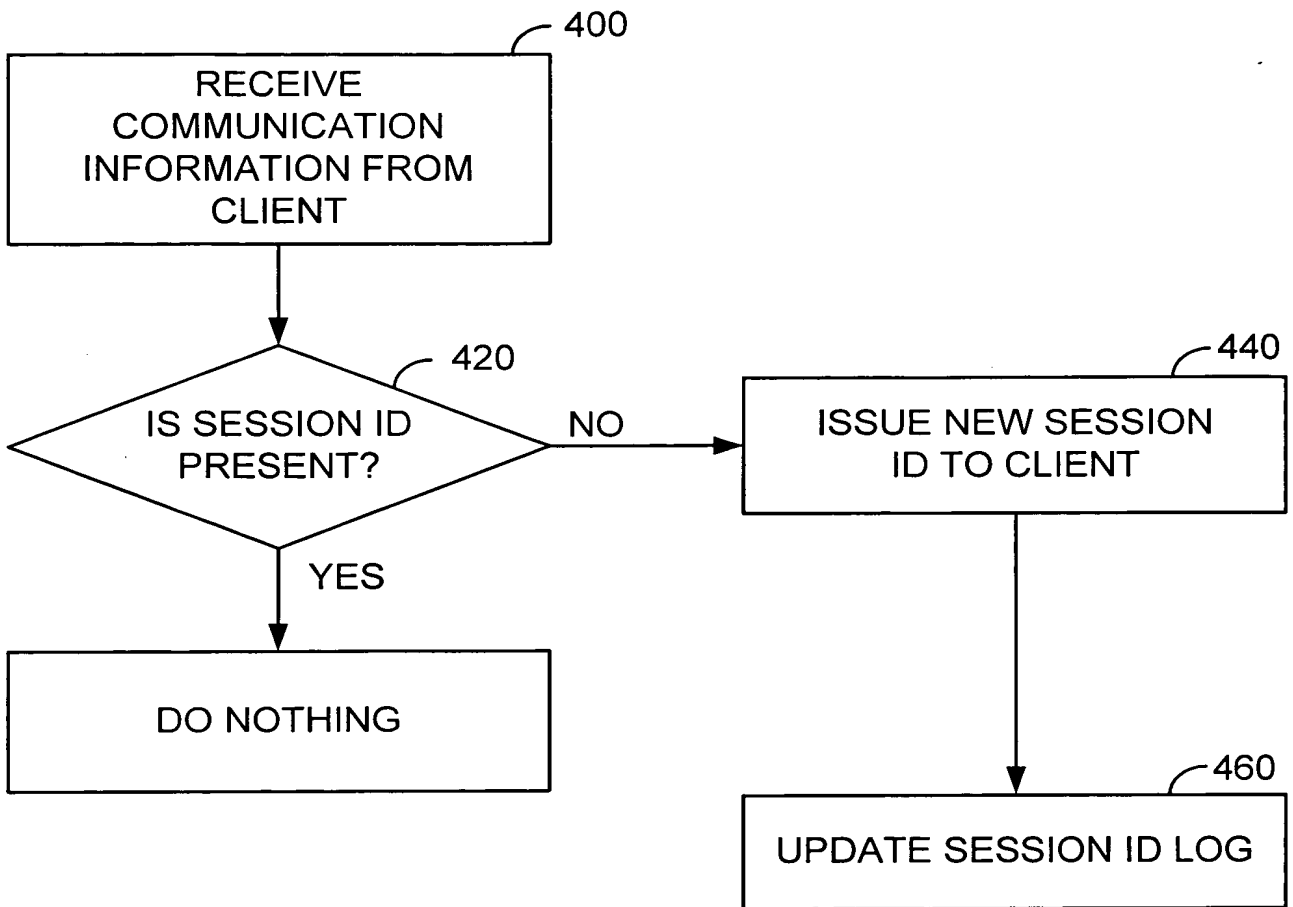 400
RECEIVE
COMMUNICATION
INFORMATION FROM
CLIENT
420
IS SESSION ID
PRESENT?
NO
440
ISSUE NEW SESSION
ID TO CLIENT
YES
DO NOTHING
460
UPDATE SESSION ID LOG